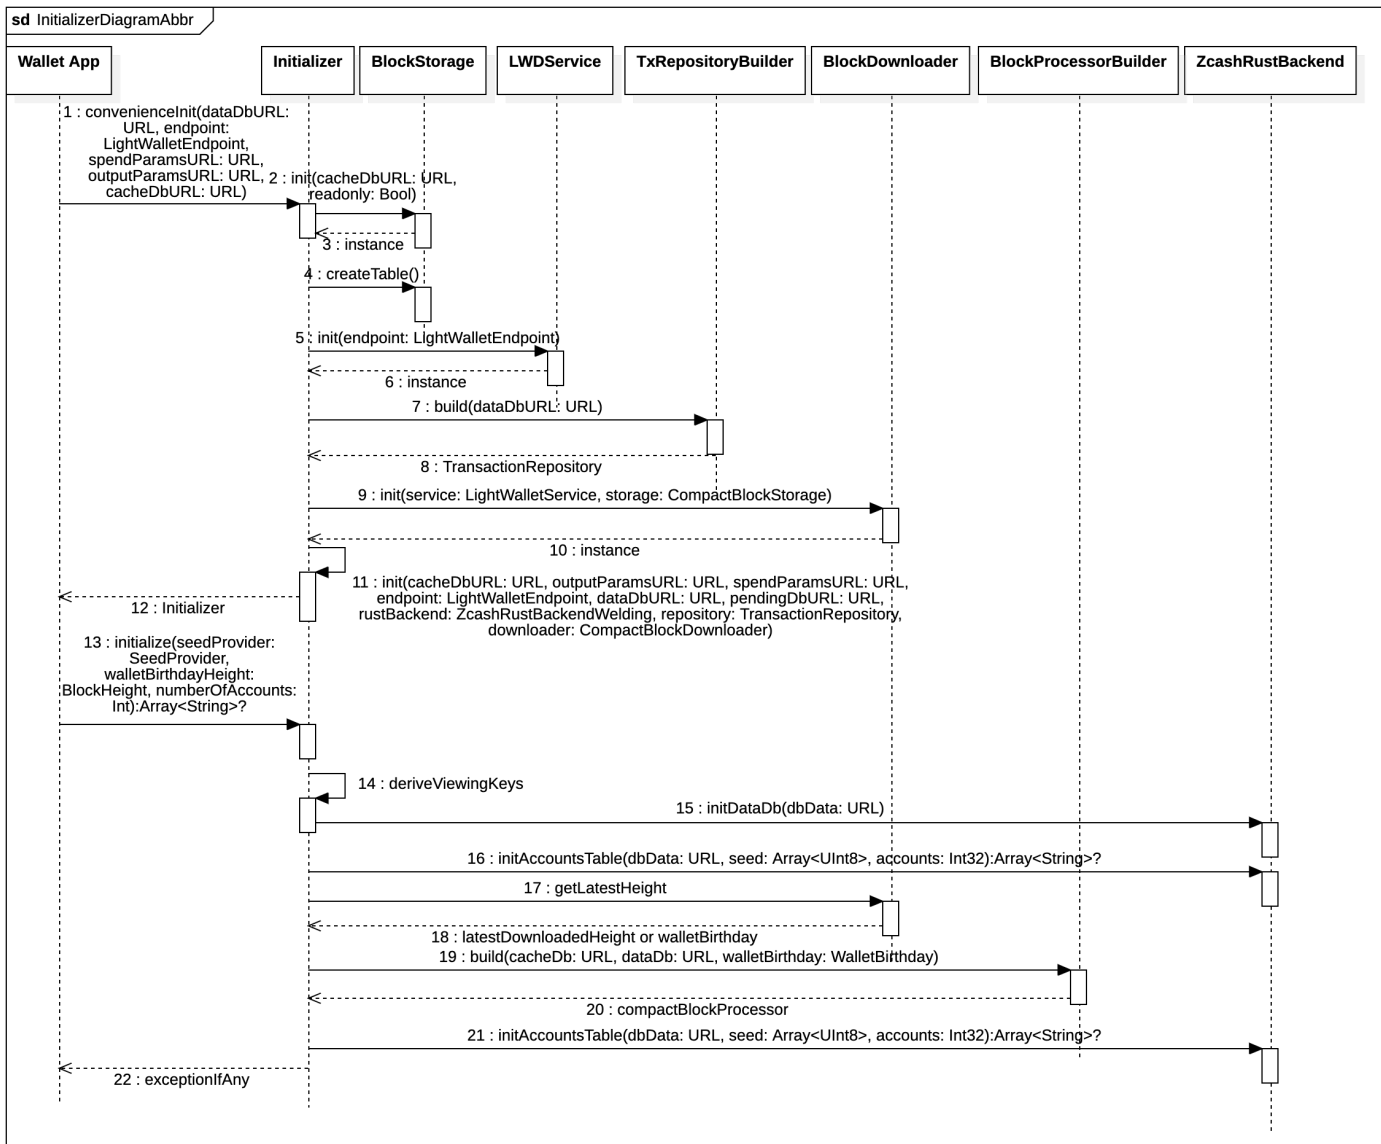 sd InitializerDiagramAbbr
Wallet App
Initializer
BlockStorage
LWDService
TxRepositoryBuilder
BlockDownloader
BlockProcessorBuilder
ZcashRustBackend
1 : convenienceInit(dataDbURL:
URL, endpoint:
LightWalletEndpoint,
spendParamsURL: URL,
outputParamsURL: URL,
cacheDbURL: URL)
2 : init(cacheDbURL: URL,
readonly: Bool)
3 : instance
4 : createTable()
5 : init(endpoint: LightWalletEndpoint)
6 : instance
7 : build(dataDbURL: URL)
8 : TransactionRepository
9 : init(service: LightWalletService, storage: CompactBlockStorage)
10 : instance
11 : init(cacheDbURL: URL, outputParamsURL: URL, spendParamsURL: URL,
endpoint: LightWalletEndpoint, dataDbURL: URL, pendingDbURL: URL,
rustBackend: ZcashRustBackendWelding, repository: TransactionRepository,
downloader: CompactBlockDownloader)
12 : Initializer
13 : initialize(seedProvider:
SeedProvider,
walletBirthdayHeight:
BlockHeight, numberOfAccounts:
Int):Array<String>?
14 : deriveViewingKeys
15 : initDataDb(dbData: URL)
16 : initAccountsTable(dbData: URL, seed: Array<UInt8>, accounts: Int32):Array<String>?
17 : getLatestHeight
18 : latestDownloadedHeight or walletBirthday
19 : build(cacheDb: URL, dataDb: URL, walletBirthday: WalletBirthday)
20 : compactBlockProcessor
21 : initAccountsTable(dbData: URL, seed: Array<UInt8>, accounts: Int32):Array<String>?
22 : exceptionIfAny